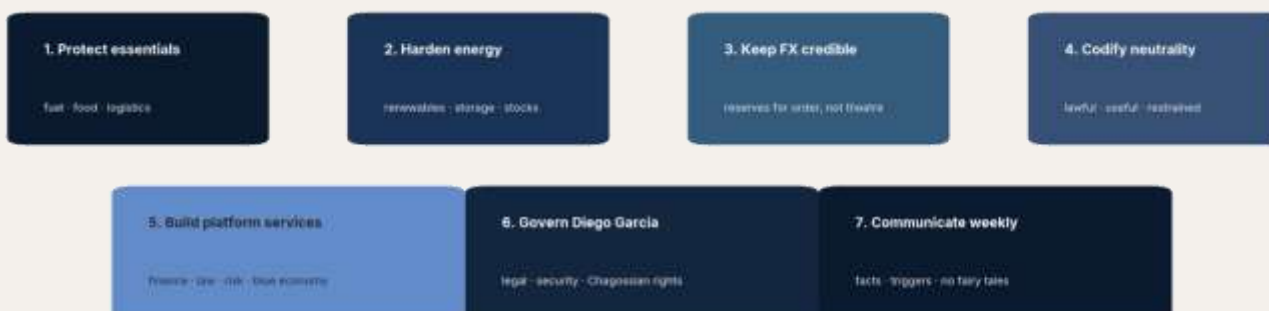 1. Protect essentials
fuel · food · logistics
2. Harden energy
renewables · storage · stocks
3. Keep FX credible
reserves for order, not theatre
4. Codify neutrality
lawful · useful · restrained
5. Build platform services
finance · law · risk · blue economy
6. Govern Diego Garcia
legal · security · Chagossian rights
7. Communicate weekly
facts · triggers · no fairy tales